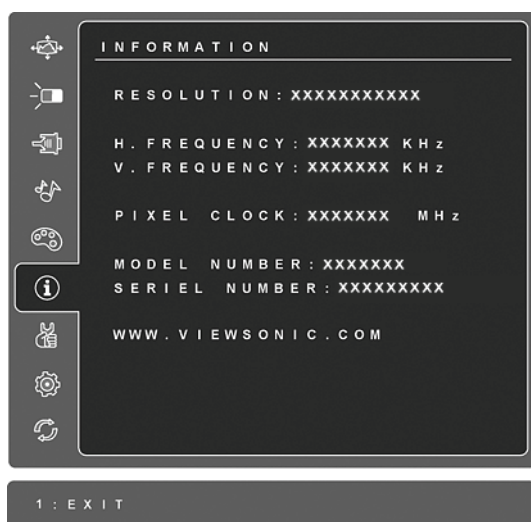 INFORMATION
RESOLUTION: XXXXXXXXXXX
H. FREQUENCY: XXXXXXX KHz
V. FREQUENCY: XXXXXXX KHz
PIXEL CLOCK: XXXXXXX MHz
MODEL NUMBER: XXXXXXX
SERIEL NUMBER: XXXXXXXXX
WWW.VIEWSONIC.COM
1: EXIT